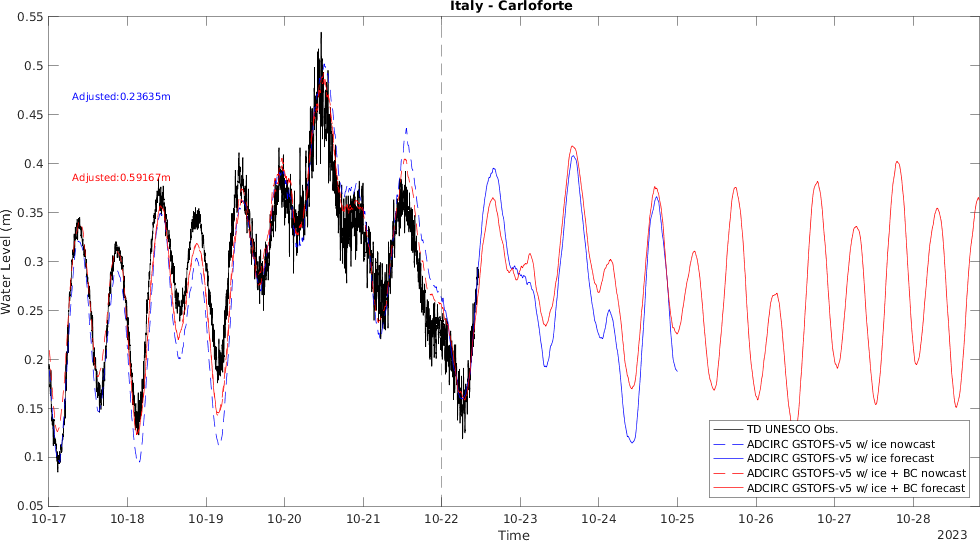 Italy - Carloforte
0.55
0.5
0.45
0.4
0.35
0.3
0.25
0.2
0.15
0.1
0.05
Water Level (m)
Adjusted:0.23635m
Adjusted:0.59167m
TD UNESCO Obs.
ADCIRC GSTOFS-v5 w/ ice nowcast
ADCIRC GSTOFS-v5 w/ ice forecast
ADCIRC GSTOFS-v5 w/ ice + BC nowcast
ADCIRC GSTOFS-v5 w/ ice + BC forecast
10-17 10-18 10-19 10-20 10-21 10-22 10-23 10-24 10-25 10-26 10-27 10-28
Time
2023